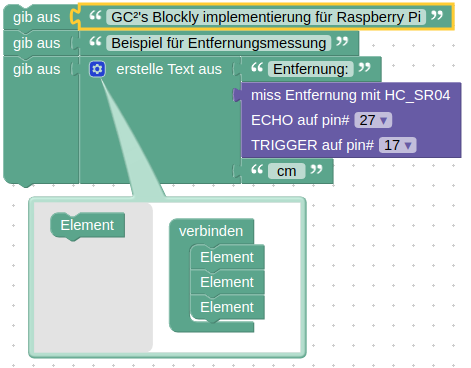 gib aus “ GC²'s Blockly implementierung für Raspberry Pi ”
gib aus “ Beispiel für Entfernungsmessung ”
gib aus erstelle Text aus “ Entfernung: ”
miss Entfernung mit HC_SR04
ECHO auf pin# 27 ▾
TRIGGER auf pin# 17 ▾
“ cm ”
Element
verbinden
Element
Element
Element